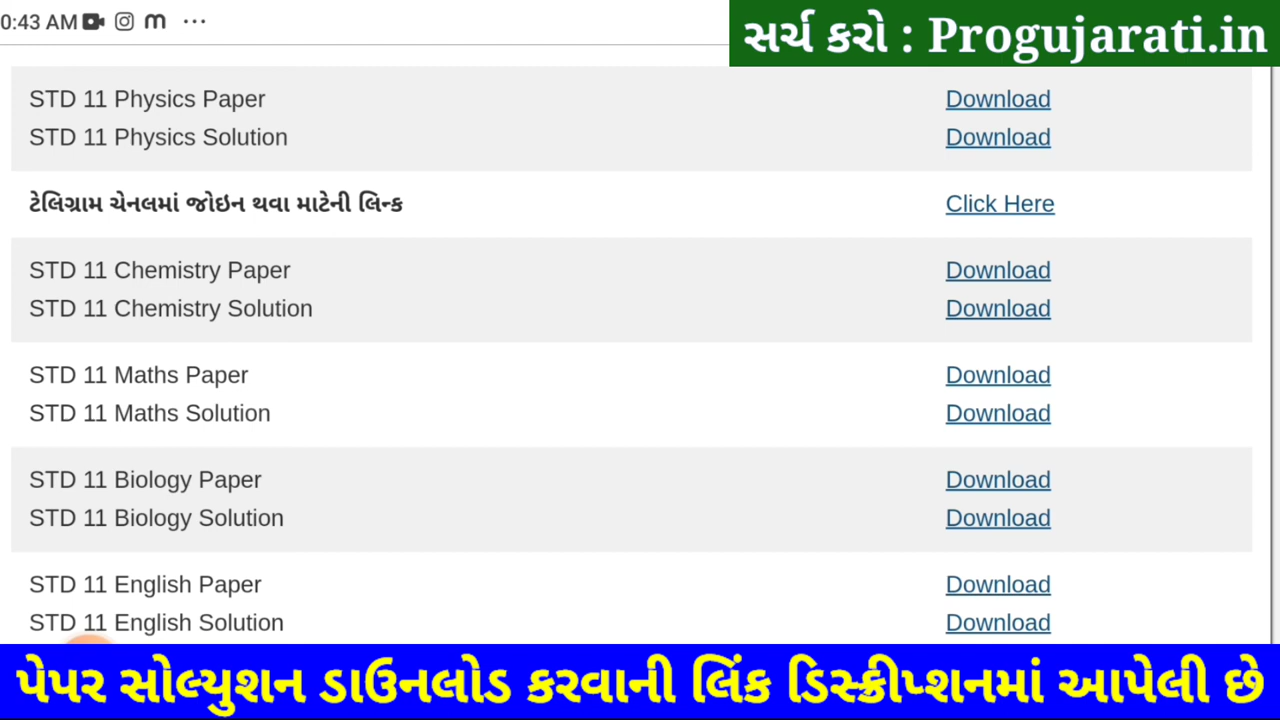 0:43 AM
સર્ચ કરો : Progujarati.in
STD 11 Physics Paper Download
STD 11 Physics Solution Download
ટેલિગ્રામ ચેનલમાં જોઇન થવા માટેની લિન્ક Click Here
STD 11 Chemistry Paper Download
STD 11 Chemistry Solution Download
STD 11 Maths Paper Download
STD 11 Maths Solution Download
STD 11 Biology Paper Download
STD 11 Biology Solution Download
STD 11 English Paper Download
STD 11 English Solution Download
પેપર સોલ્યુશન ડાઉનલોડ કરવાની લિંક ડિસ્ક્રીપ્શનમાં આપેલી છે